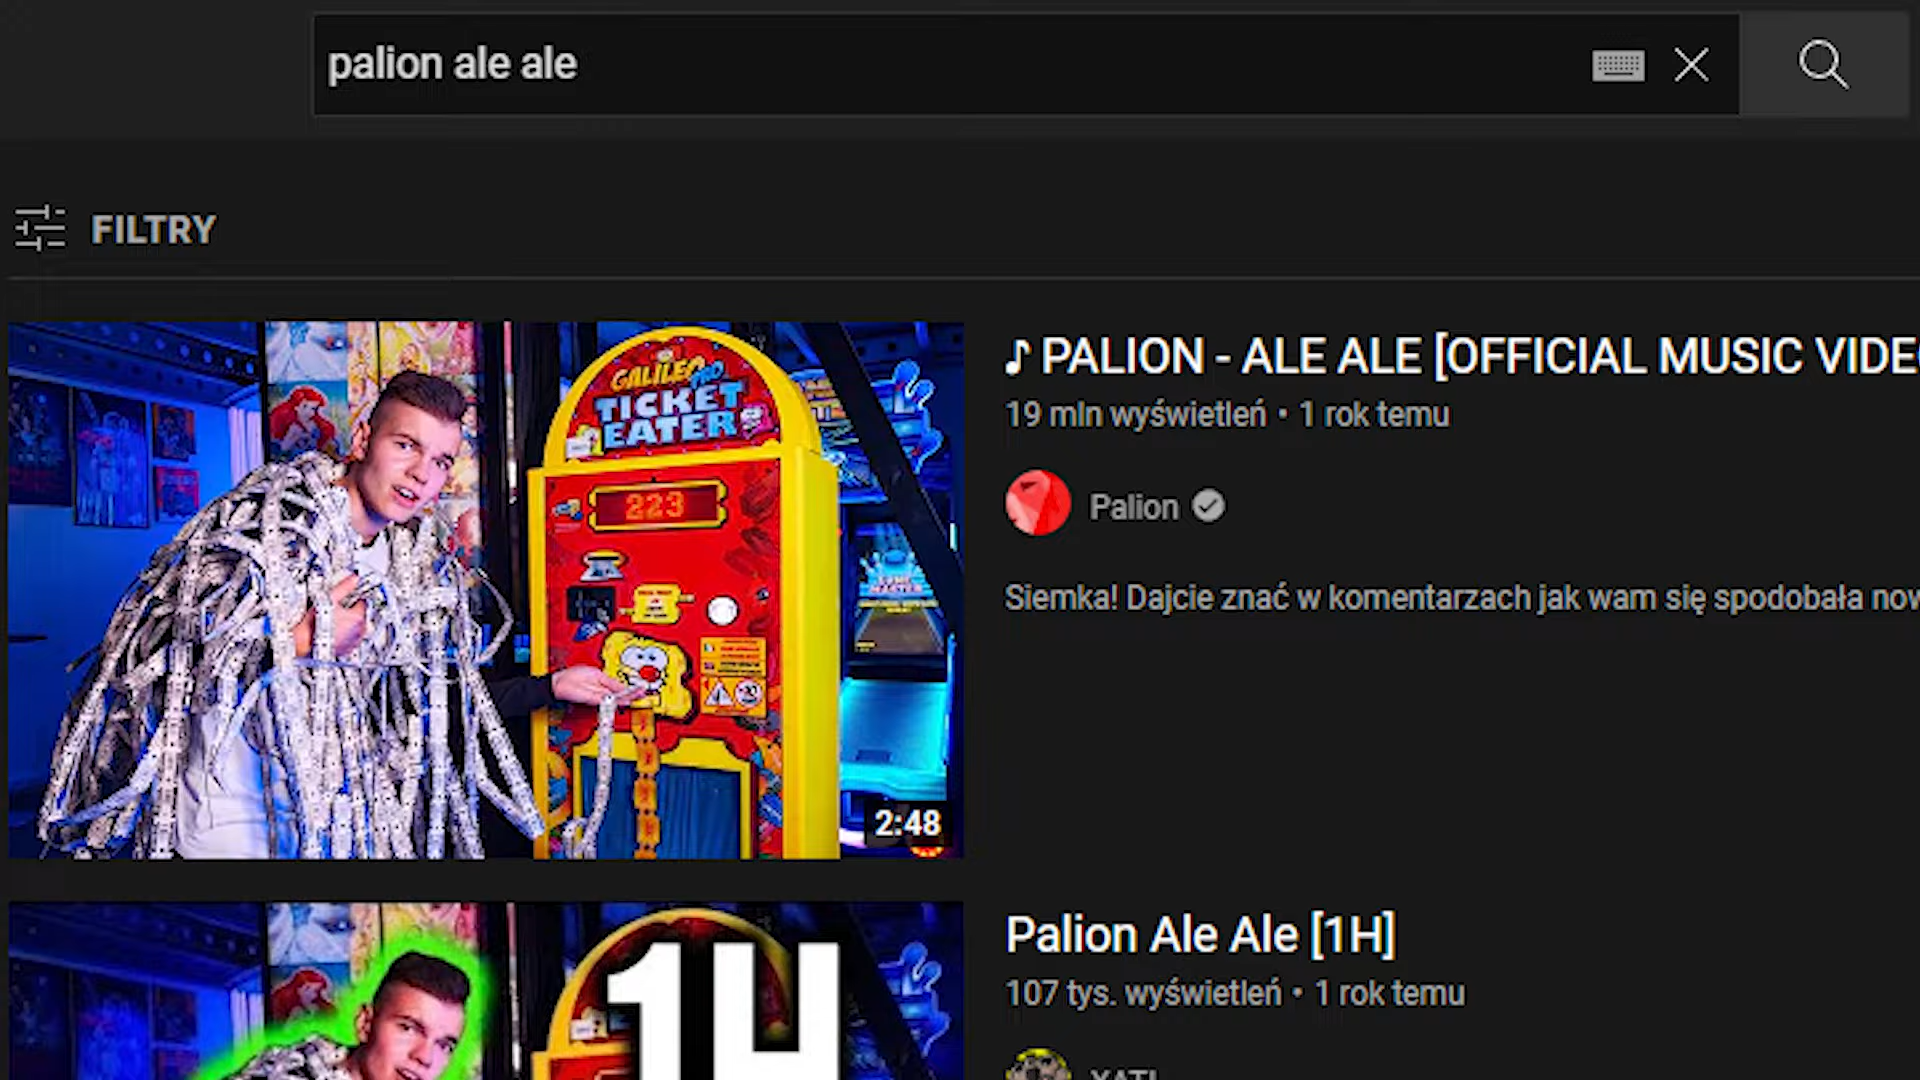 palion ale ale
FILTRY
GALILEO PRO
TICKET
EATER
223
2:48
♪ PALION - ALE ALE [OFFICIAL MUSIC VIDE
19 mln wyświetleń • 1 rok temu
Palion
Siemka! Dajcie znać w komentarzach jak wam się spodobała now
1H
Palion Ale Ale [1H]
107 tys. wyświetleń • 1 rok temu